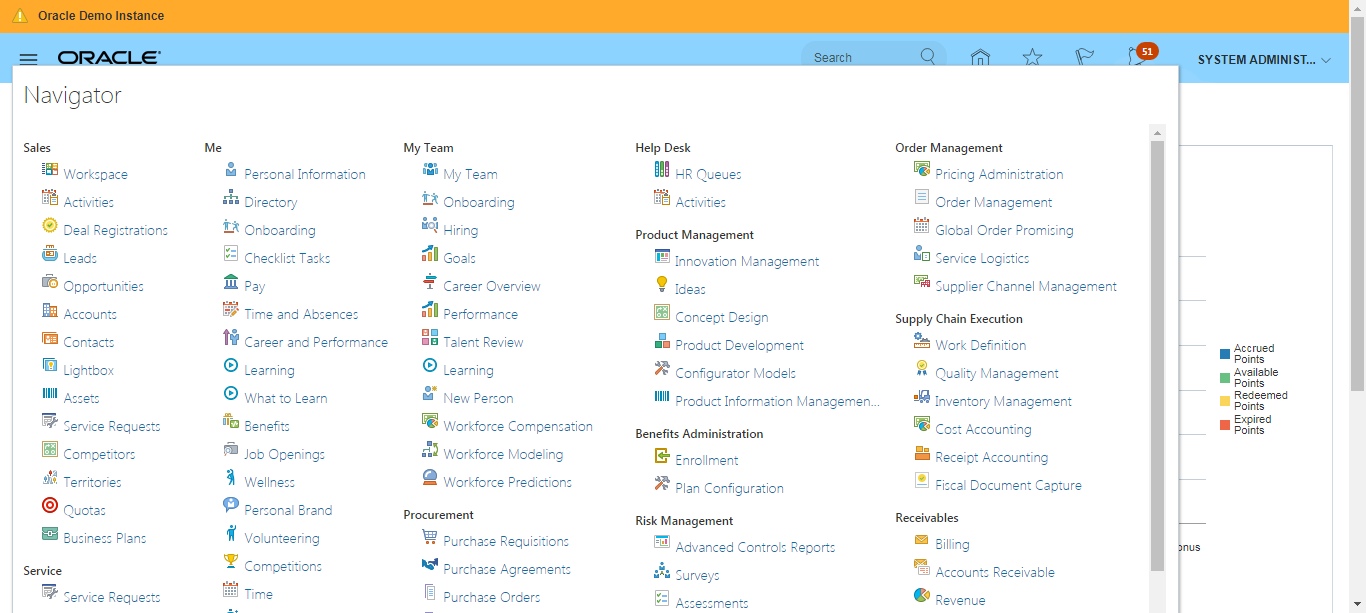 Oracle Demo Instance
ORACLE
Search
51
SYSTEM ADMINIST...
Navigator
Sales
Workspace
Activities
Deal Registrations
Leads
Opportunities
Accounts
Contacts
Lightbox
Assets
Service Requests
Competitors
Territories
Quotas
Business Plans
Service
Service Requests
Me
Personal Information
Directory
Onboarding
Checklist Tasks
Pay
Time and Absences
Career and Performance
Learning
What to Learn
Benefits
Job Openings
Wellness
Personal Brand
Volunteering
Competitions
Time
My Team
My Team
Onboarding
Hiring
Goals
Career Overview
Performance
Talent Review
Learning
New Person
Workforce Compensation
Workforce Modeling
Workforce Predictions
Procurement
Purchase Requisitions
Purchase Agreements
Purchase Orders
Help Desk
HR Queues
Activities
Product Management
Innovation Management
Ideas
Concept Design
Product Development
Configurator Models
Product Information Managemen...
Benefits Administration
Enrollment
Plan Configuration
Risk Management
Advanced Controls Reports
Surveys
Assessments
Order Management
Pricing Administration
Order Management
Global Order Promising
Service Logistics
Supplier Channel Management
Supply Chain Execution
Work Definition
Quality Management
Inventory Management
Cost Accounting
Receipt Accounting
Fiscal Document Capture
Receivables
Billing
Accounts Receivable
Revenue
Accrued
Points
Available
Points
Redeemed
Points
Expired
Points
onus